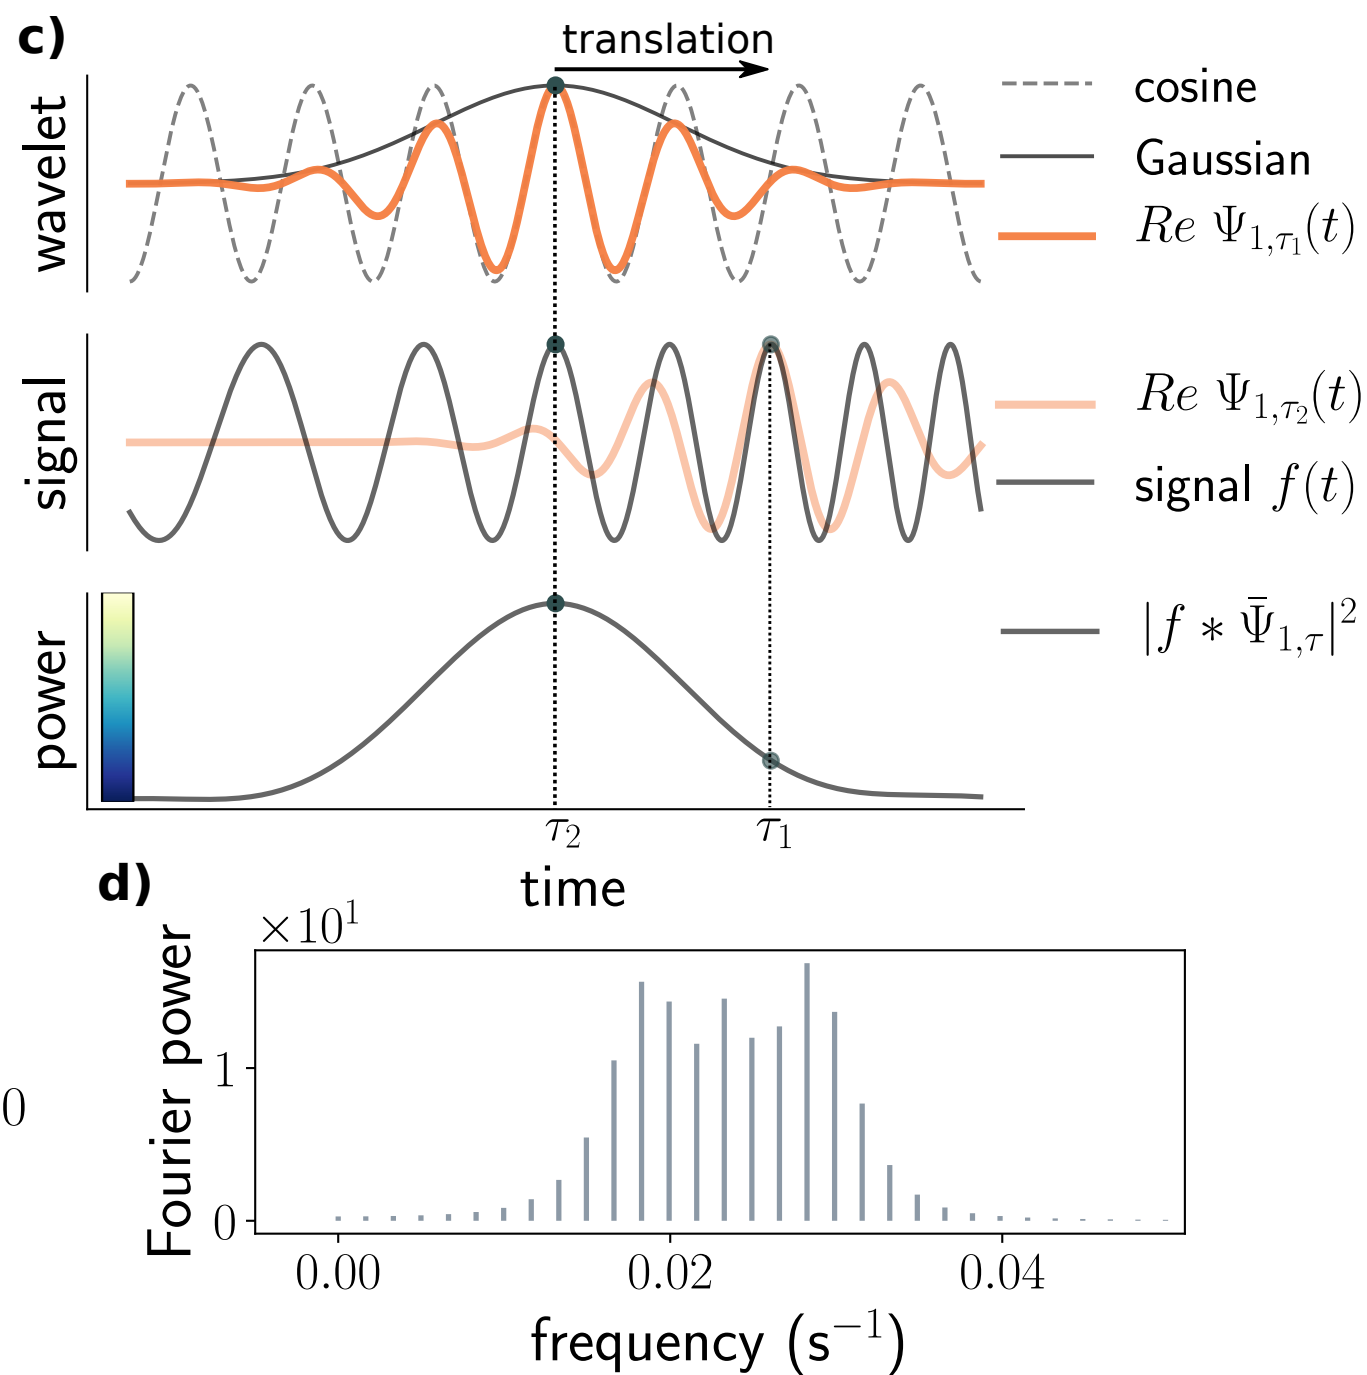 c)
translation
wavelet
cosine
Gaussian
Re Ψ₁,τ₁(t)
signal
Re Ψ₁,τ₂(t)
signal f(t)
power
|f ∗ Ψ̄₁,τ|²
τ₂
τ₁
time
d)
×10¹
Fourier power
1
0
0
0.00
0.02
0.04
frequency (s⁻¹)